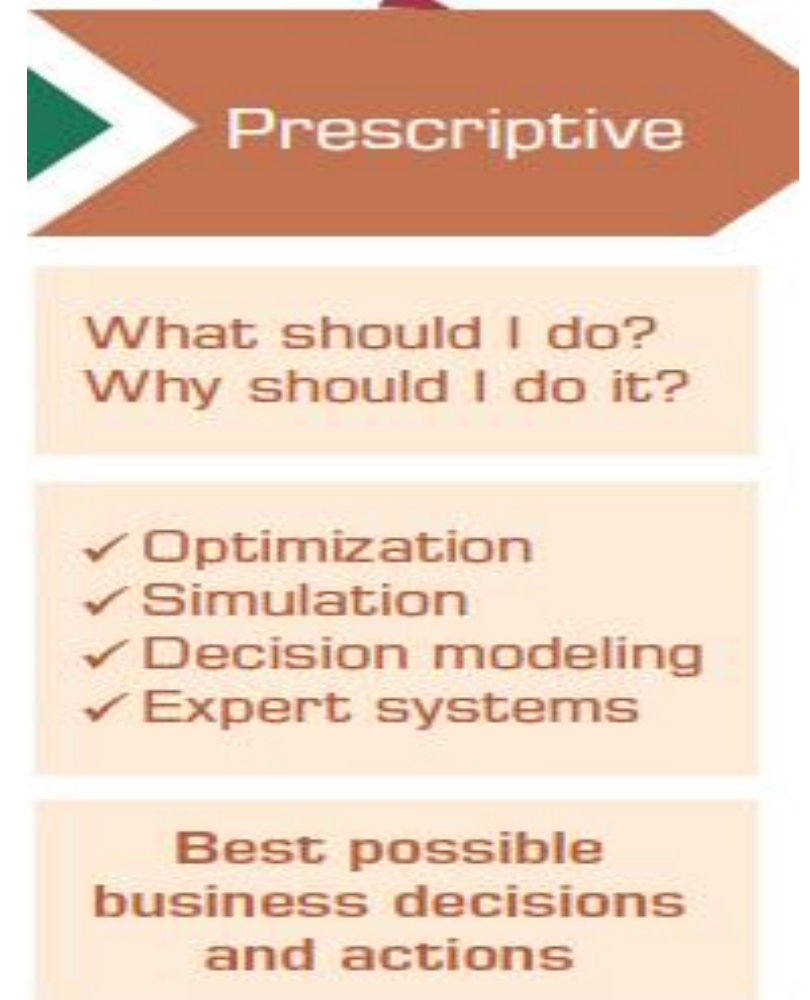 Prescriptive
What should I do?
Why should I do it?
✓ Optimization
✓ Simulation
✓ Decision modeling
✓ Expert systems
Best possible
business decisions
and actions